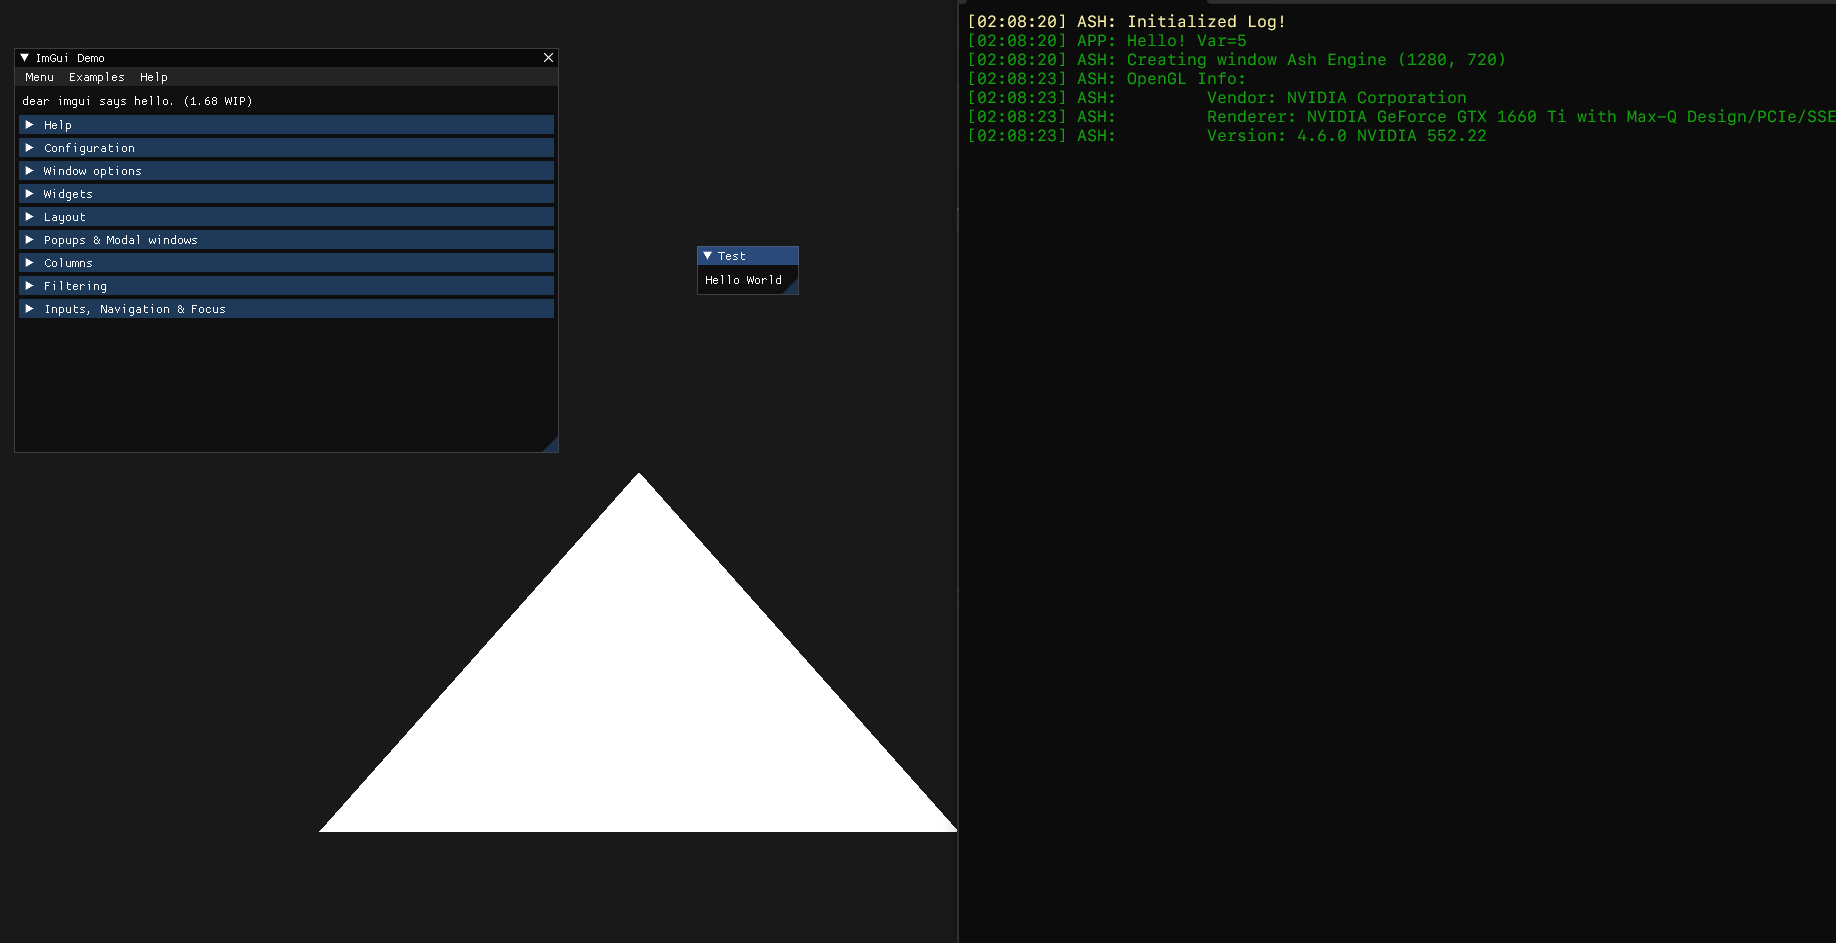 ImGui Demo
Menu Examples Help
dear imgui says hello. (1.68 WIP)
Help
Configuration
Window options
Widgets
Layout
Popups & Modal windows
Columns
Filtering
Inputs, Navigation & Focus
Test
Hello World
[02:08:20] ASH: Initialized Log!
[02:08:20] APP: Hello! Var=5
[02:08:20] ASH: Creating window Ash Engine (1280, 720)
[02:08:23] ASH: OpenGL Info:
[02:08:23] ASH: Vendor: NVIDIA Corporation
[02:08:23] ASH: Renderer: NVIDIA GeForce GTX 1660 Ti with Max-Q Design/PCIe/SSE
[02:08:23] ASH: Version: 4.6.0 NVIDIA 552.22